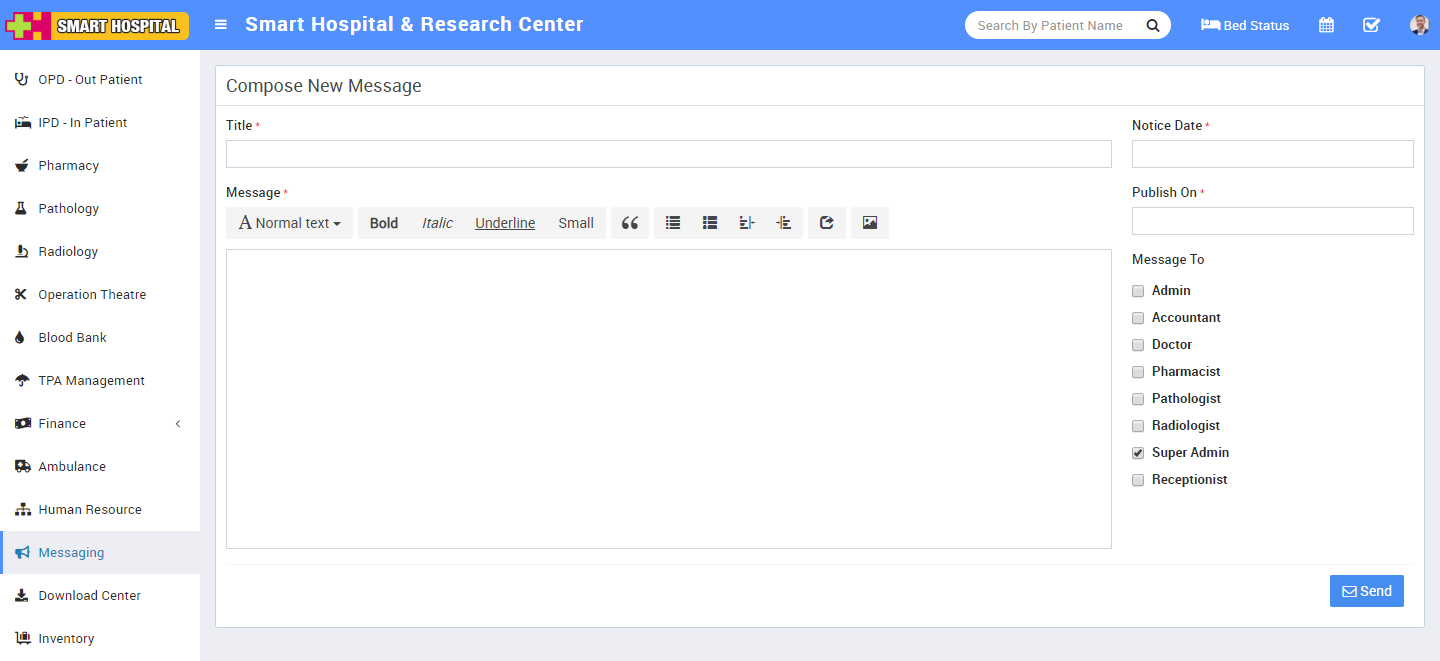 SMART HOSPITAL
Smart Hospital & Research Center
Search By Patient Name
Bed Status
OPD - Out Patient
IPD - In Patient
Pharmacy
Pathology
Radiology
Operation Theatre
Blood Bank
TPA Management
Finance
Ambulance
Human Resource
Messaging
Download Center
Inventory
Compose New Message
Title *
Message *
A Normal text
Bold
Italic
Underline
Small
Notice Date *
Publish On *
Message To
Admin
Accountant
Doctor
Pharmacist
Pathologist
Radiologist
Super Admin
Receptionist
Send